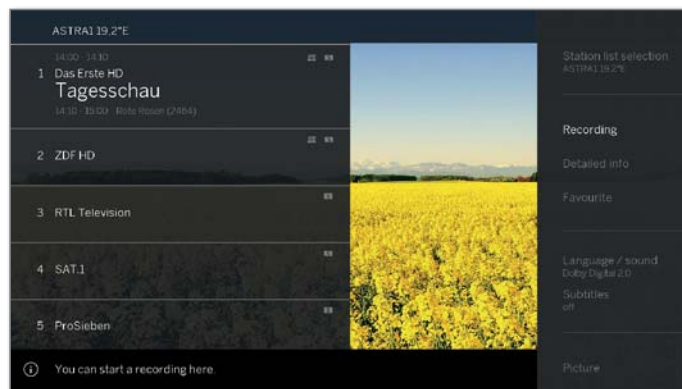 ASTRA1 19,2°E
14:00 - 14:10
1 Das Erste HD
Tagesschau
14:10 - 15:00 Rote Rosen (2464)
2 ZDF HD
3 RTL Television
4 SAT.1
5 ProSieben
You can start a recording here.
Station list selection
ASTRA1 19,2°E
Recording
Detailed info
Favourite
Language / sound
Dolby Digital 2.0
Subtitles
off
Picture